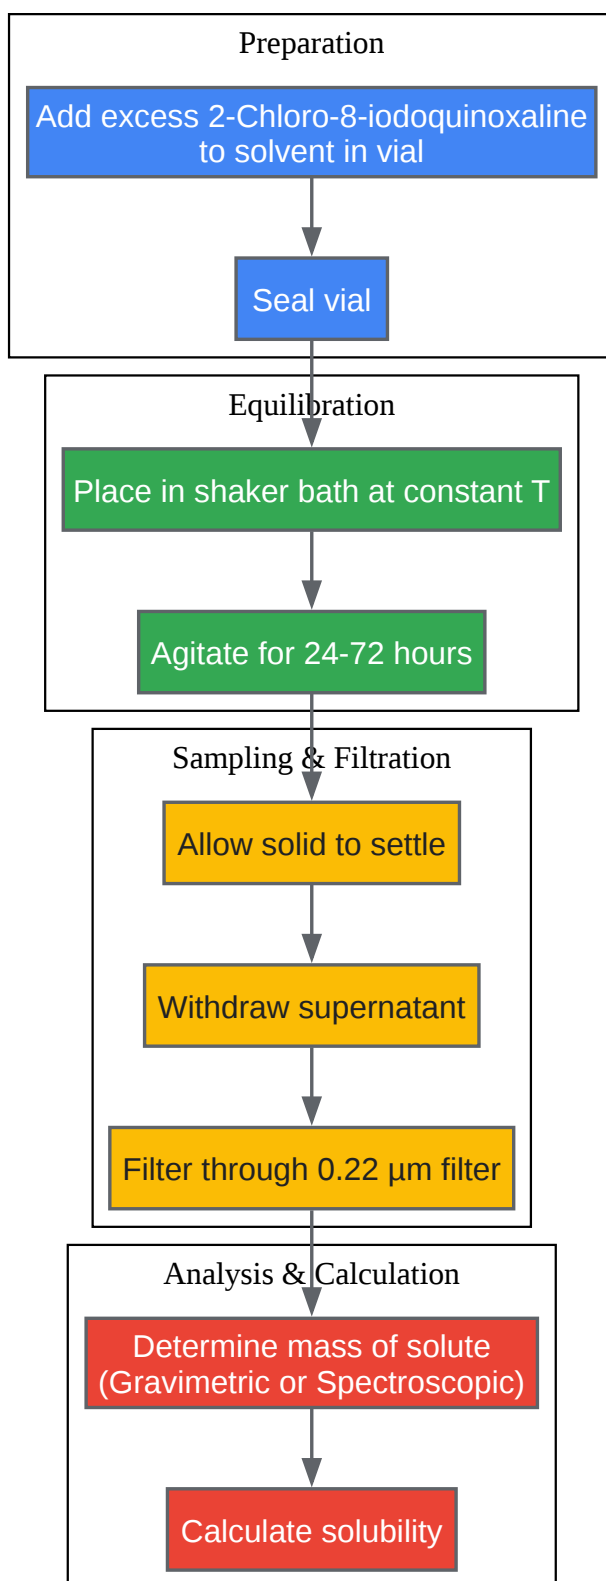 Preparation
Add excess 2-Chloro-8-iodoquinoxaline
to solvent in vial
Seal vial
Equilibration
Place in shaker bath at constant T
Agitate for 24-72 hours
Sampling & Filtration
Allow solid to settle
Withdraw supernatant
Filter through 0.22 µm filter
Analysis & Calculation
Determine mass of solute
(Gravimetric or Spectroscopic)
Calculate solubility